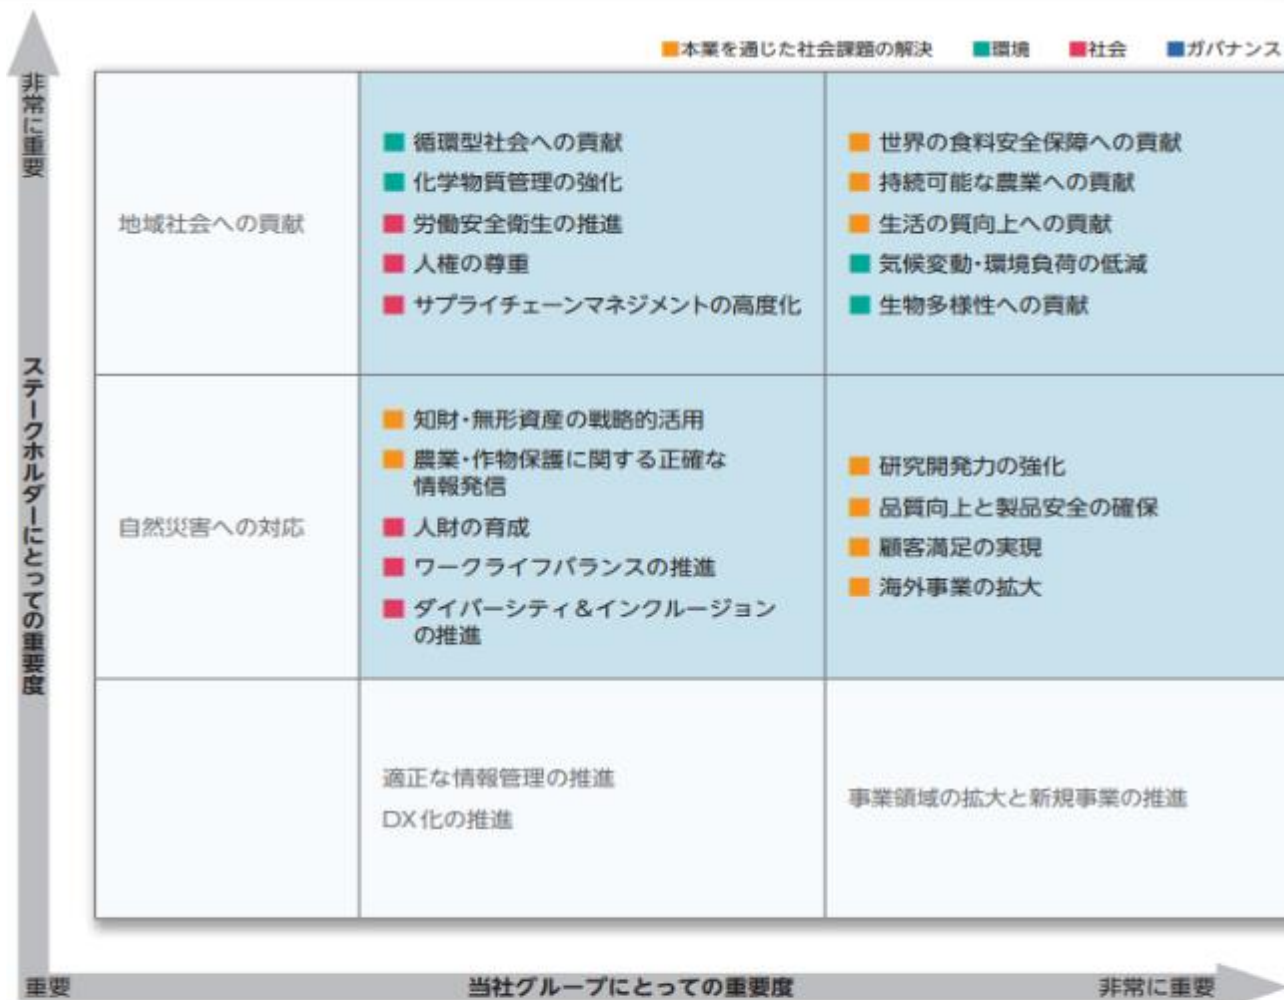 ■本業を通じた社会課題の解決 ■環境 ■社会 ■ガバナンス
非常に重要
ステークホルダーにとっての重要度
地域社会への貢献
■ 循環型社会への貢献
■ 化学物質管理の強化
■ 労働安全衛生の推進
■ 人権の尊重
■ サプライチェーンマネジメントの高度化
■ 世界の食料安全保障への貢献
■ 持続可能な農業への貢献
■ 生活の質向上への貢献
■ 気候変動・環境負荷の低減
■ 生物多様性への貢献
自然災害への対応
■ 知財・無形資産の戦略的活用
■ 農業・作物保護に関する正確な
情報発信
■ 人財の育成
■ ワークライフバランスの推進
■ ダイバーシティ&インクルージョン
の推進
■ 研究開発力の強化
■ 品質向上と製品安全の確保
■ 顧客満足の実現
■ 海外事業の拡大
適正な情報管理の推進
DX化の推進
事業領域の拡大と新規事業の推進
重要
当社グループにとっての重要度
非常に重要